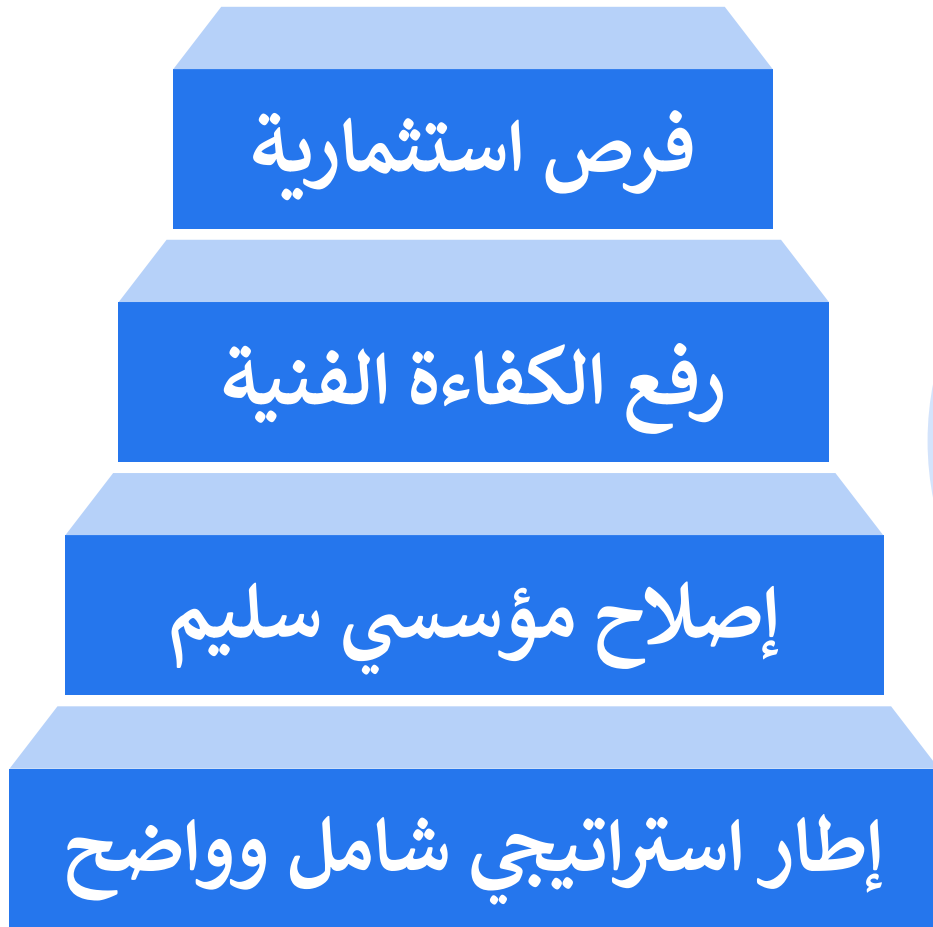 فرص استثمارية
رفع الكفاءة الفنية
إصلاح مؤسسي سليم
إطار استراتيجي شامل وواضح